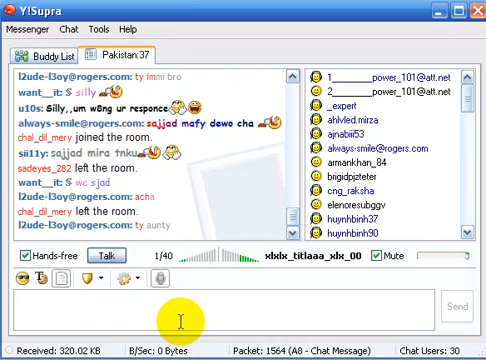 Y!Supra
Messenger Chat Tools Help
Buddy List Pakistan:37
l2ude-l3oy@rogers.com: ty immi bro
want__it: silly
u10s: Silly,,um w8ng ur responce
always-smile@rogers.com: sajjad mafy dewo cha
chal_dil_mery joined the room.
sii11y: sajjad mira tnku
sadeyes_282 left the room.
want__it: wc sjad
l2ude-l3oy@rogers.com: acha
chal_dil_mery left the room.
l2ude-l3oy@rogers.com: ty aunty
1______power_101@att.net
2______power_101@att.net
_expert
ahlvled.mirza
ajnabii53
always-smile@rogers.com
armankhan_84
brigidpjzteter
cng_raksha
elenoresubggv
huynhbinh37
huynhbinh90
Hands-free Talk 1/40 xlxlx_titlaaa_xlx_00 Mute
Send
Received: 320.02 KB B/Sec: 0 Bytes Packet: 1564 (A8 - Chat Message) Chat Users: 30